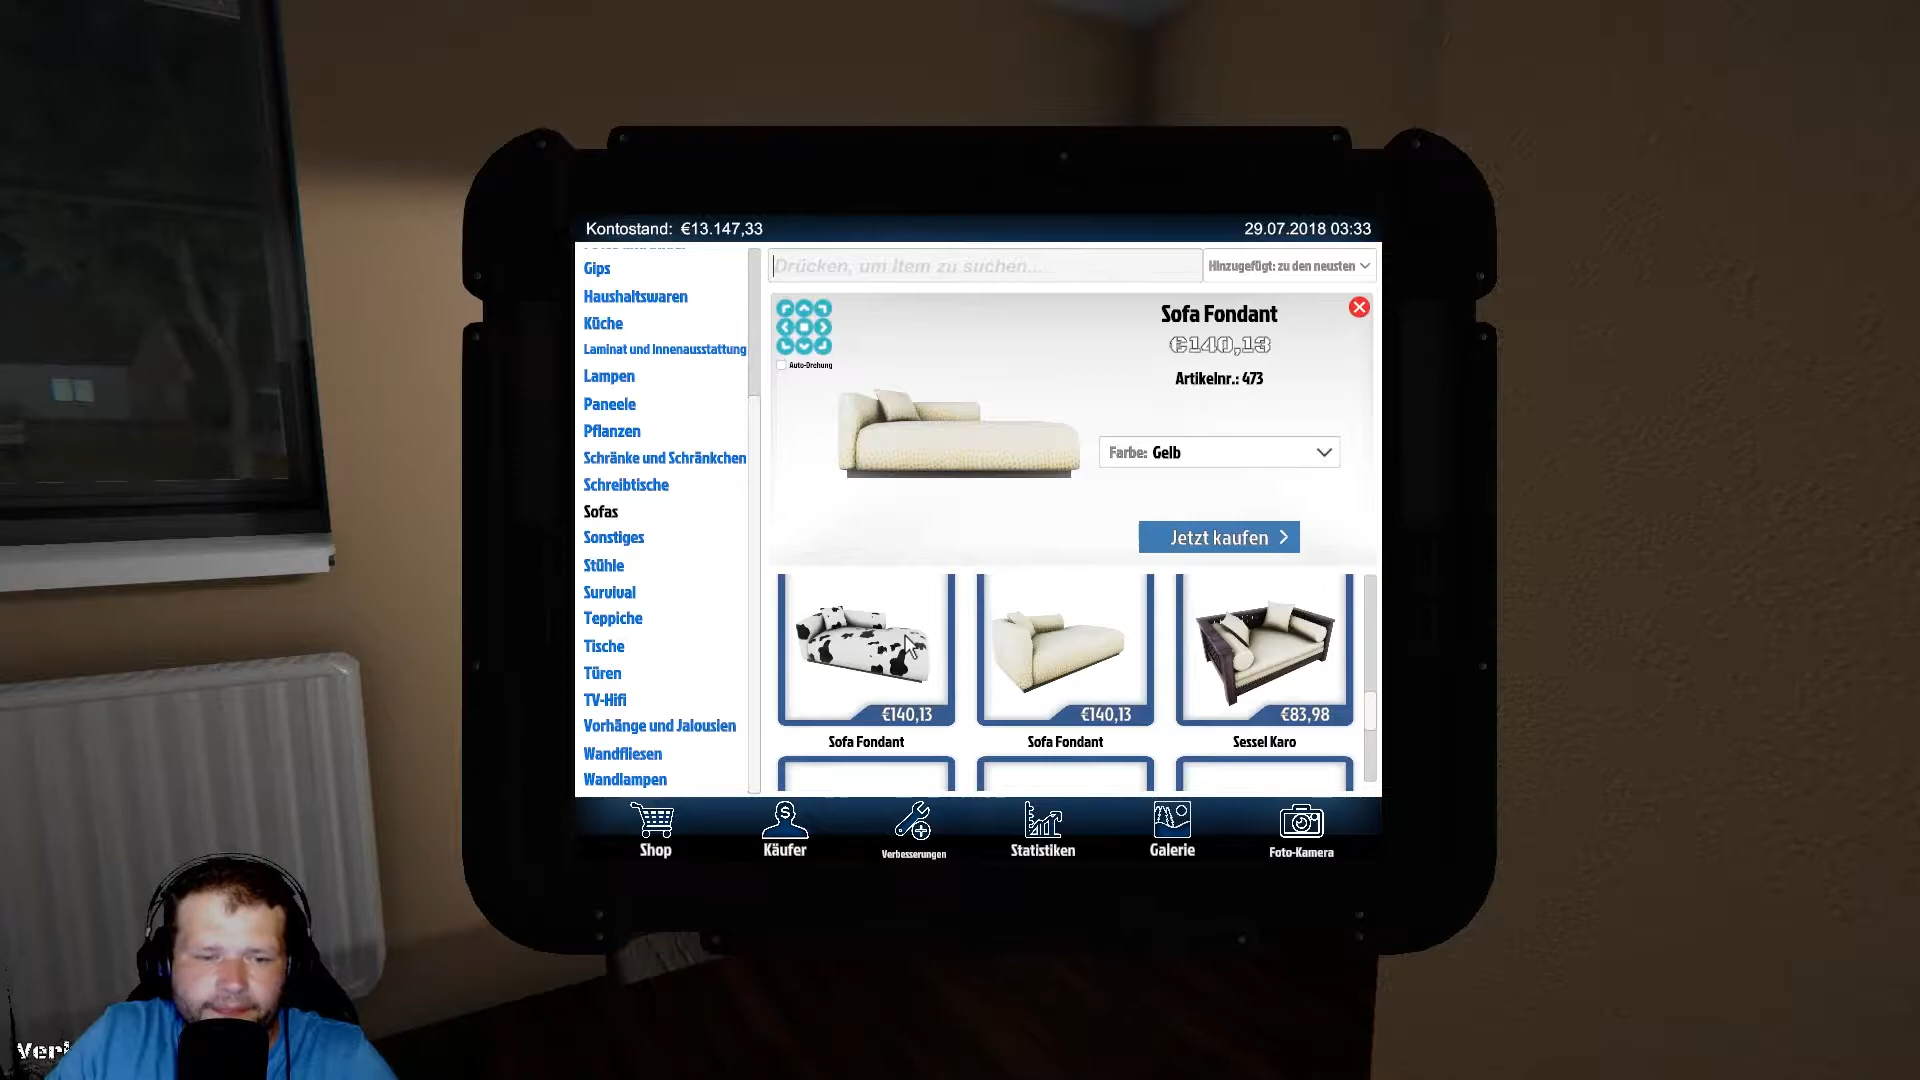 Kontostand: €13.147,33
29.07.2018 03:33
Gips
Haushaltswaren
Küche
Laminat und Innenausstattung
Lampen
Paneele
Pflanzen
Schränke und Schränkchen
Schreibtische
Sofas
Sonstiges
Stühle
Survival
Teppiche
Tische
Türen
TV-Hifi
Vorhänge und Jalousien
Wandfliesen
Wandlampen
Drücken, um Item zu suchen...
Hinzugefügt: zu den neusten
Auto-Drehung
Sofa Fondant
€140,13
Artikelnr.: 473
Farbe: Gelb
Jetzt kaufen
€140,13
€140,13
€83,98
Sofa Fondant
Sofa Fondant
Sessel Karo
Shop
Käufer
Verbesserungen
Statistiken
Galerie
Foto-Kamera